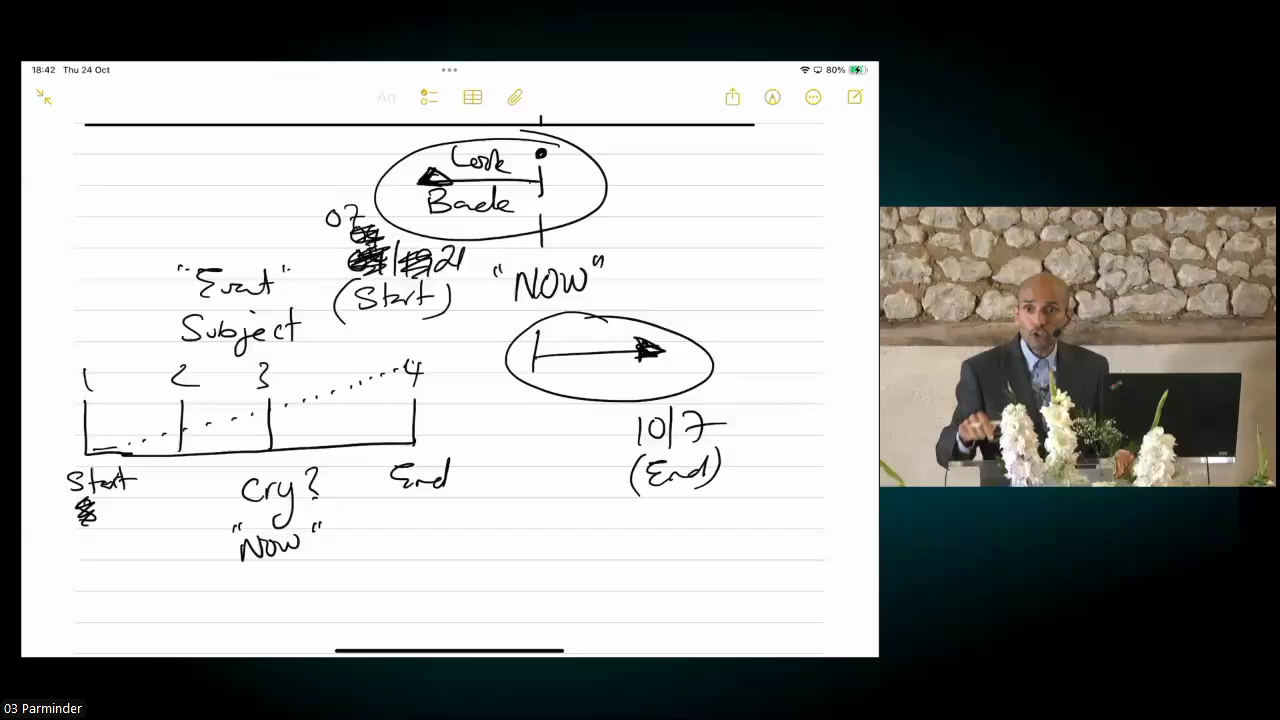 18:42 Thu 24 Oct
80%
Look
Back
07
21
(Start)
"NOW"
"Event"
Subject
1 2 3 4
10/7
(End)
Start
Cry?
End
"NOW"
03 Parminder